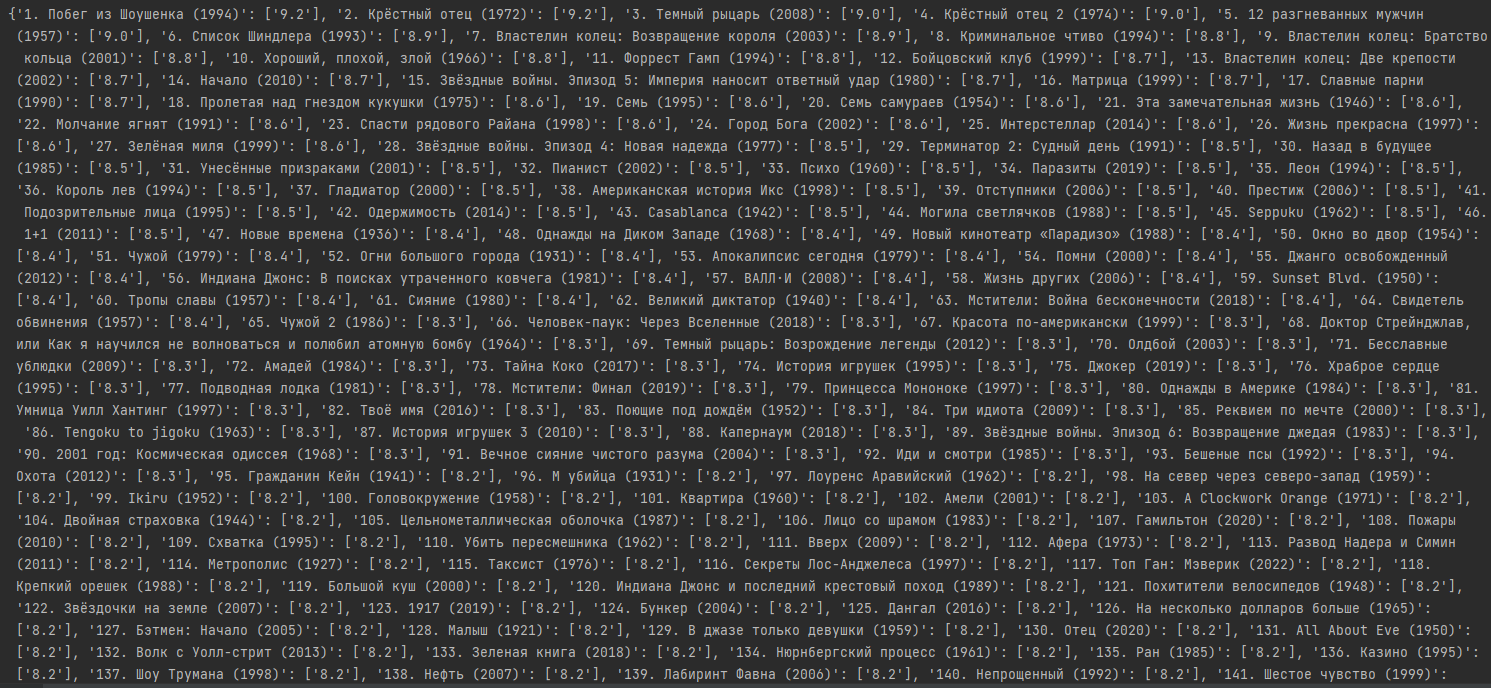 {'1. Побег из Шоушенка (1994)': ['9.2'], '2. Крёстный отец (1972)': ['9.2'], '3. Темный рыцарь (2008)': ['9.0'], '4. Крёстный отец 2 (1974)': ['9.0'], '5. 12 разгневанных мужчин
(1957)': ['9.0'], '6. Список Шиндлера (1993)': ['8.9'], '7. Властелин колец: Возвращение короля (2003)': ['8.9'], '8. Криминальное чтиво (1994)': ['8.8'], '9. Властелин колец: Братство
кольца (2001)': ['8.8'], '10. Хороший, плохой, злой (1966)': ['8.8'], '11. Форрест Гамп (1994)': ['8.8'], '12. Бойцовский клуб (1999)': ['8.7'], '13. Властелин колец: Две крепости
(2002)': ['8.7'], '14. Начало (2010)': ['8.7'], '15. Звёздные войны. Эпизод 5: Империя наносит ответный удар (1980)': ['8.7'], '16. Матрица (1999)': ['8.7'], '17. Славные парни
(1990)': ['8.7'], '18. Пролетая над гнездом кукушки (1975)': ['8.6'], '19. Семь (1995)': ['8.6'], '20. Семь самураев (1954)': ['8.6'], '21. Эта замечательная жизнь (1946)': ['8.6'],
'22. Молчание ягнят (1991)': ['8.6'], '23. Спасти рядового Райана (1998)': ['8.6'], '24. Город Бога (2002)': ['8.6'], '25. Интерстеллар (2014)': ['8.6'], '26. Жизнь прекрасна (1997)':
['8.6'], '27. Зелёная миля (1999)': ['8.6'], '28. Звёздные войны. Эпизод 4: Новая надежда (1977)': ['8.5'], '29. Терминатор 2: Судный день (1991)': ['8.5'], '30. Назад в будущее
(1985)': ['8.5'], '31. Унесённые призраками (2001)': ['8.5'], '32. Пианист (2002)': ['8.5'], '33. Психо (1960)': ['8.5'], '34. Паразиты (2019)': ['8.5'], '35. Леон (1994)': ['8.5'],
'36. Король лев (1994)': ['8.5'], '37. Гладиатор (2000)': ['8.5'], '38. Американская история Икс (1998)': ['8.5'], '39. Отступники (2006)': ['8.5'], '40. Престиж (2006)': ['8.5'], '41.
Подозрительные лица (1995)': ['8.5'], '42. Одержимость (2014)': ['8.5'], '43. Casablanca (1942)': ['8.5'], '44. Могила светлячков (1988)': ['8.5'], '45. Seppuku (1962)': ['8.5'], '46.
1+1 (2011)': ['8.5'], '47. Новые времена (1936)': ['8.4'], '48. Однажды на Диком Западе (1968)': ['8.4'], '49. Новый кинотеатр «Парадизо» (1988)': ['8.4'], '50. Окно во двор (1954)':
['8.4'], '51. Чужой (1979)': ['8.4'], '52. Огни большого города (1931)': ['8.4'], '53. Апокалипсис сегодня (1979)': ['8.4'], '54. Помни (2000)': ['8.4'], '55. Джанго освобожденный
(2012)': ['8.4'], '56. Индиана Джонс: В поисках утраченного ковчега (1981)': ['8.4'], '57. ВАЛЛ·И (2008)': ['8.4'], '58. Жизнь других (2006)': ['8.4'], '59. Sunset Blvd. (1950)':
['8.4'], '60. Тропы славы (1957)': ['8.4'], '61. Сияние (1980)': ['8.4'], '62. Великий диктатор (1940)': ['8.4'], '63. Мстители: Война бесконечности (2018)': ['8.4'], '64. Свидетель
обвинения (1957)': ['8.4'], '65. Чужой 2 (1986)': ['8.3'], '66. Человек-паук: Через Вселенные (2018)': ['8.3'], '67. Красота по-американски (1999)': ['8.3'], '68. Доктор Стрейнджлав,
или Как я научился не волноваться и полюбил атомную бомбу (1964)': ['8.3'], '69. Темный рыцарь: Возрождение легенды (2012)': ['8.3'], '70. Олдбой (2003)': ['8.3'], '71. Бесславные
ублюдки (2009)': ['8.3'], '72. Амадей (1984)': ['8.3'], '73. Тайна Коко (2017)': ['8.3'], '74. История игрушек (1995)': ['8.3'], '75. Джокер (2019)': ['8.3'], '76. Храброе сердце
(1995)': ['8.3'], '77. Подводная лодка (1981)': ['8.3'], '78. Мстители: Финал (2019)': ['8.3'], '79. Принцесса Мононоке (1997)': ['8.3'], '80. Однажды в Америке (1984)': ['8.3'], '81.
Умница Уилл Хантинг (1997)': ['8.3'], '82. Твоё имя (2016)': ['8.3'], '83. Поющие под дождём (1952)': ['8.3'], '84. Три идиота (2009)': ['8.3'], '85. Реквием по мечте (2000)': ['8.3'],
'86. Tengoku to jigoku (1963)': ['8.3'], '87. История игрушек 3 (2010)': ['8.3'], '88. Капернаум (2018)': ['8.3'], '89. Звёздные войны. Эпизод 6: Возвращение джедая (1983)': ['8.3'],
'90. 2001 год: Космическая одиссея (1968)': ['8.3'], '91. Вечное сияние чистого разума (2004)': ['8.3'], '92. Иди и смотри (1985)': ['8.3'], '93. Бешеные псы (1992)': ['8.3'], '94.
Охота (2012)': ['8.3'], '95. Гражданин Кейн (1941)': ['8.2'], '96. М убийца (1931)': ['8.2'], '97. Лоуренс Аравийский (1962)': ['8.2'], '98. На север через северо-запад (1959)':
['8.2'], '99. Ikiru (1952)': ['8.2'], '100. Головокружение (1958)': ['8.2'], '101. Квартира (1960)': ['8.2'], '102. Амели (2001)': ['8.2'], '103. A Clockwork Orange (1971)': ['8.2'],
'104. Двойная страховка (1944)': ['8.2'], '105. Цельнометаллическая оболочка (1987)': ['8.2'], '106. Лицо со шрамом (1983)': ['8.2'], '107. Гамильтон (2020)': ['8.2'], '108. Пожары
(2010)': ['8.2'], '109. Схватка (1995)': ['8.2'], '110. Убить пересмешника (1962)': ['8.2'], '111. Вверх (2009)': ['8.2'], '112. Афера (1973)': ['8.2'], '113. Развод Надера и Симин
(2011)': ['8.2'], '114. Метрополис (1927)': ['8.2'], '115. Таксист (1976)': ['8.2'], '116. Секреты Лос-Анджелеса (1997)': ['8.2'], '117. Топ Ган: Мэверик (2022)': ['8.2'], '118.
Крепкий орешек (1988)': ['8.2'], '119. Большой куш (2000)': ['8.2'], '120. Индиана Джонс и последний крестовый поход (1989)': ['8.2'], '121. Похитители велосипедов (1948)': ['8.2'],
'122. Звёздочки на земле (2007)': ['8.2'], '123. 1917 (2019)': ['8.2'], '124. Бункер (2004)': ['8.2'], '125. Дангал (2016)': ['8.2'], '126. На несколько долларов больше (1965)':
['8.2'], '127. Бэтмен: Начало (2005)': ['8.2'], '128. Малыш (1921)': ['8.2'], '129. В джазе только девушки (1959)': ['8.2'], '130. Отец (2020)': ['8.2'], '131. All About Eve (1950)':
['8.2'], '132. Волк с Уолл-стрит (2013)': ['8.2'], '133. Зеленая книга (2018)': ['8.2'], '134. Нюрнбергский процесс (1961)': ['8.2'], '135. Ран (1985)': ['8.2'], '136. Казино (1995)':
['8.2'], '137. Шоу Трумана (1998)': ['8.2'], '138. Нефть (2007)': ['8.2'], '139. Лабиринт Фавна (2006)': ['8.2'], '140. Непрощенный (1992)': ['8.2'], '141. Шестое чувство (1999)':